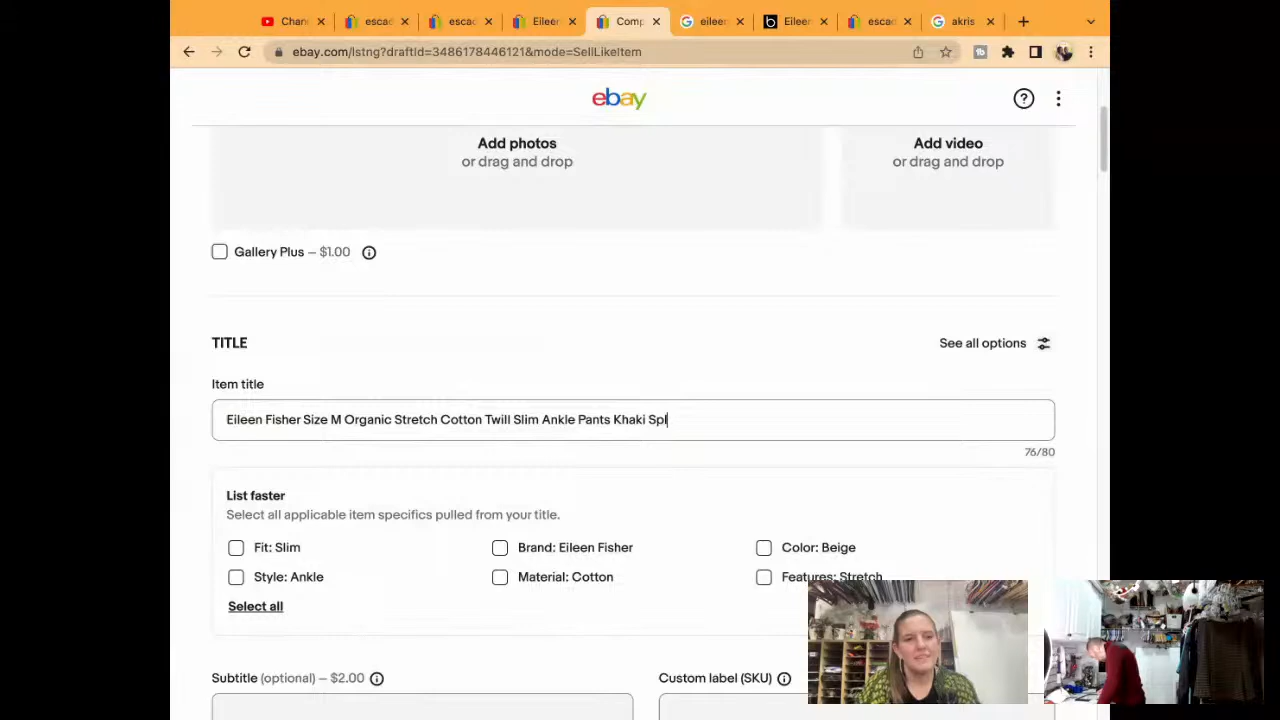 Chan
escad
escad
Eileen
Comp
eileen
Eileen
escad
akris
ebay.com/lstng?draftId=3486178446121&mode=SellLikeItem
ebay
Add photos
or drag and drop
Add video
or drag and drop
Gallery Plus – $1.00
TITLE
See all options
Item title
Eileen Fisher Size M Organic Stretch Cotton Twill Slim Ankle Pants Khaki Spl
76/80
List faster
Select all applicable item specifics pulled from your title.
Fit: Slim
Brand: Eileen Fisher
Color: Beige
Style: Ankle
Material: Cotton
Features: Stretch
Select all
Subtitle (optional) – $2.00
Custom label (SKU)